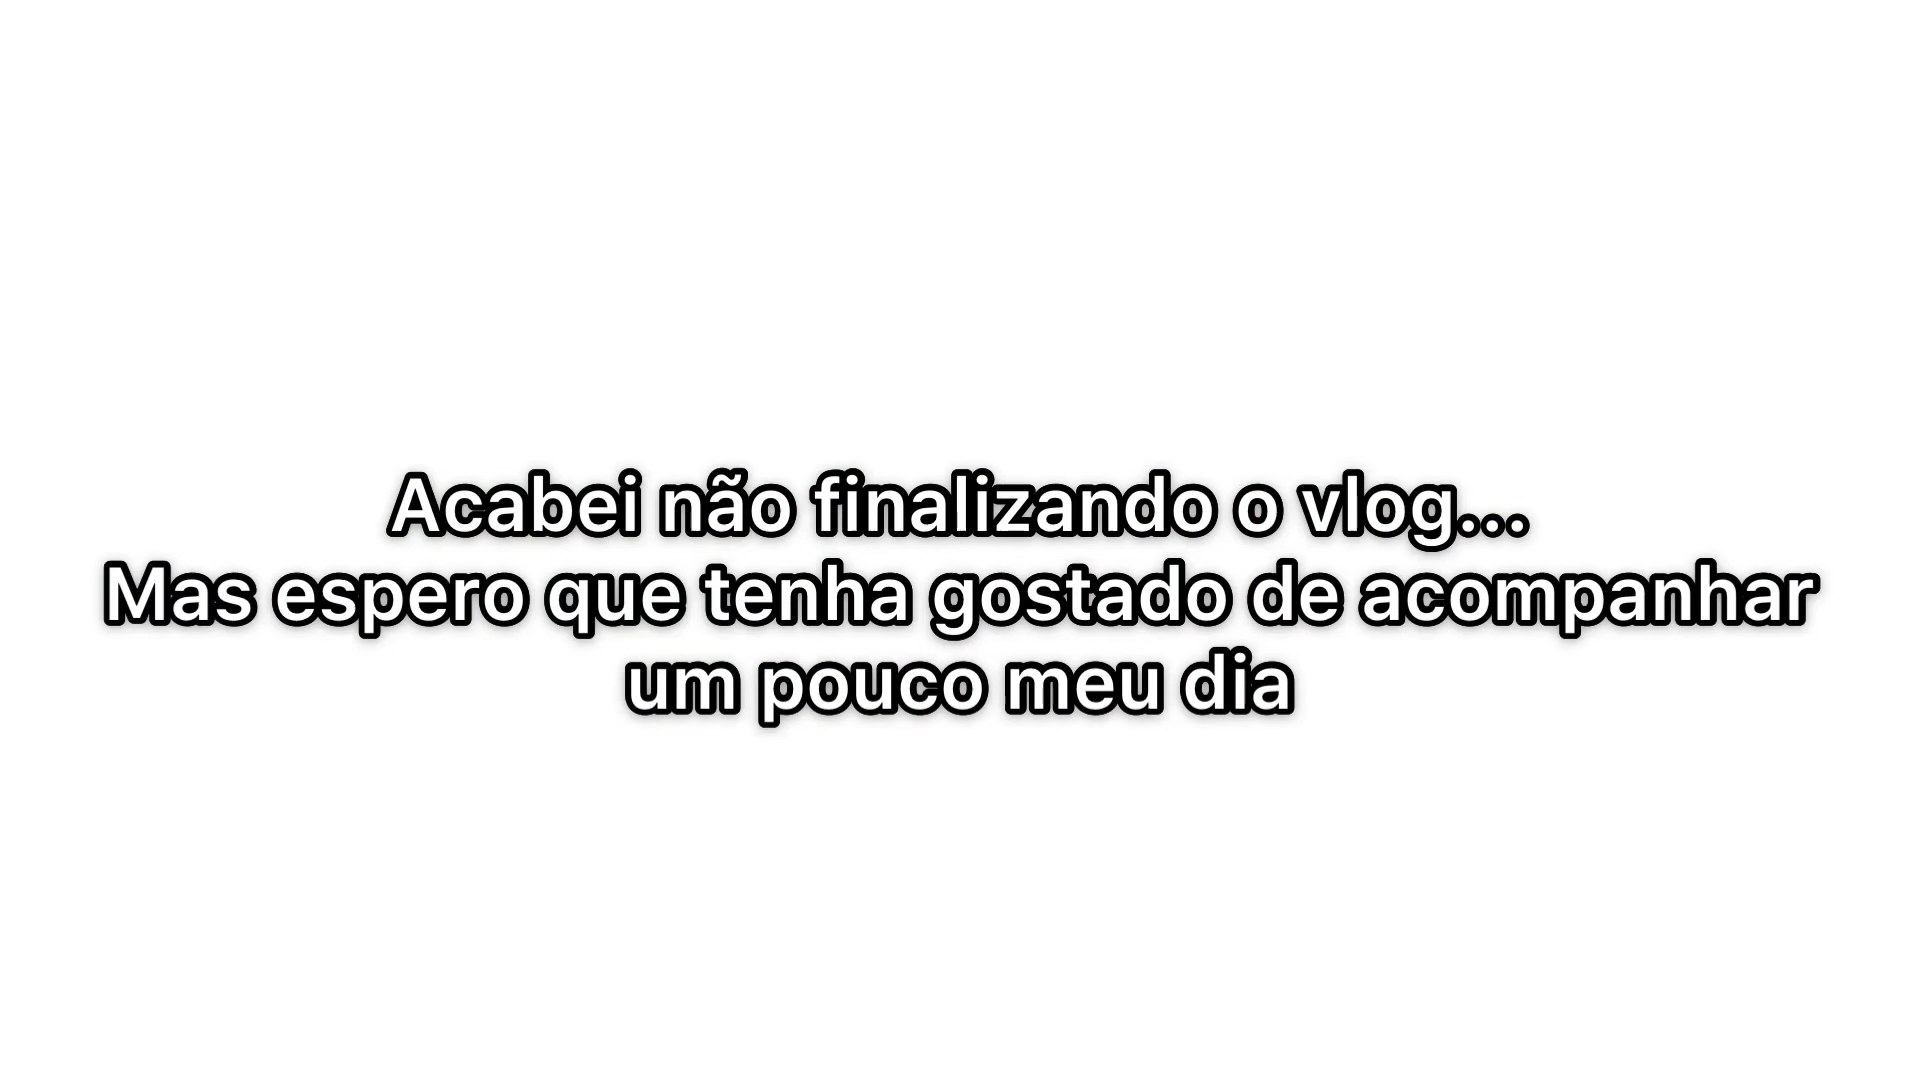 Acabei não finalizando o vlog...
Mas espero que tenha gostado de acompanhar
um pouco meu dia